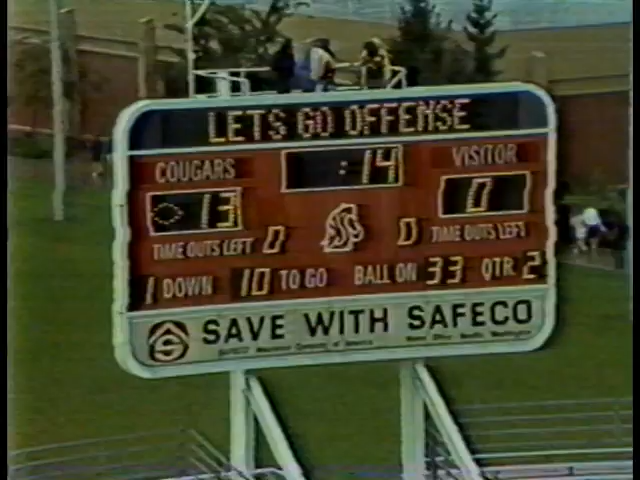 LETS GO OFFENSE
COUGARS :14 VISITOR
13 0
TIME OUTS LEFT 0 0 TIME OUTS LEFT
1 DOWN 10 TO GO BALL ON 33 QTR. 2
SAVE WITH SAFECO